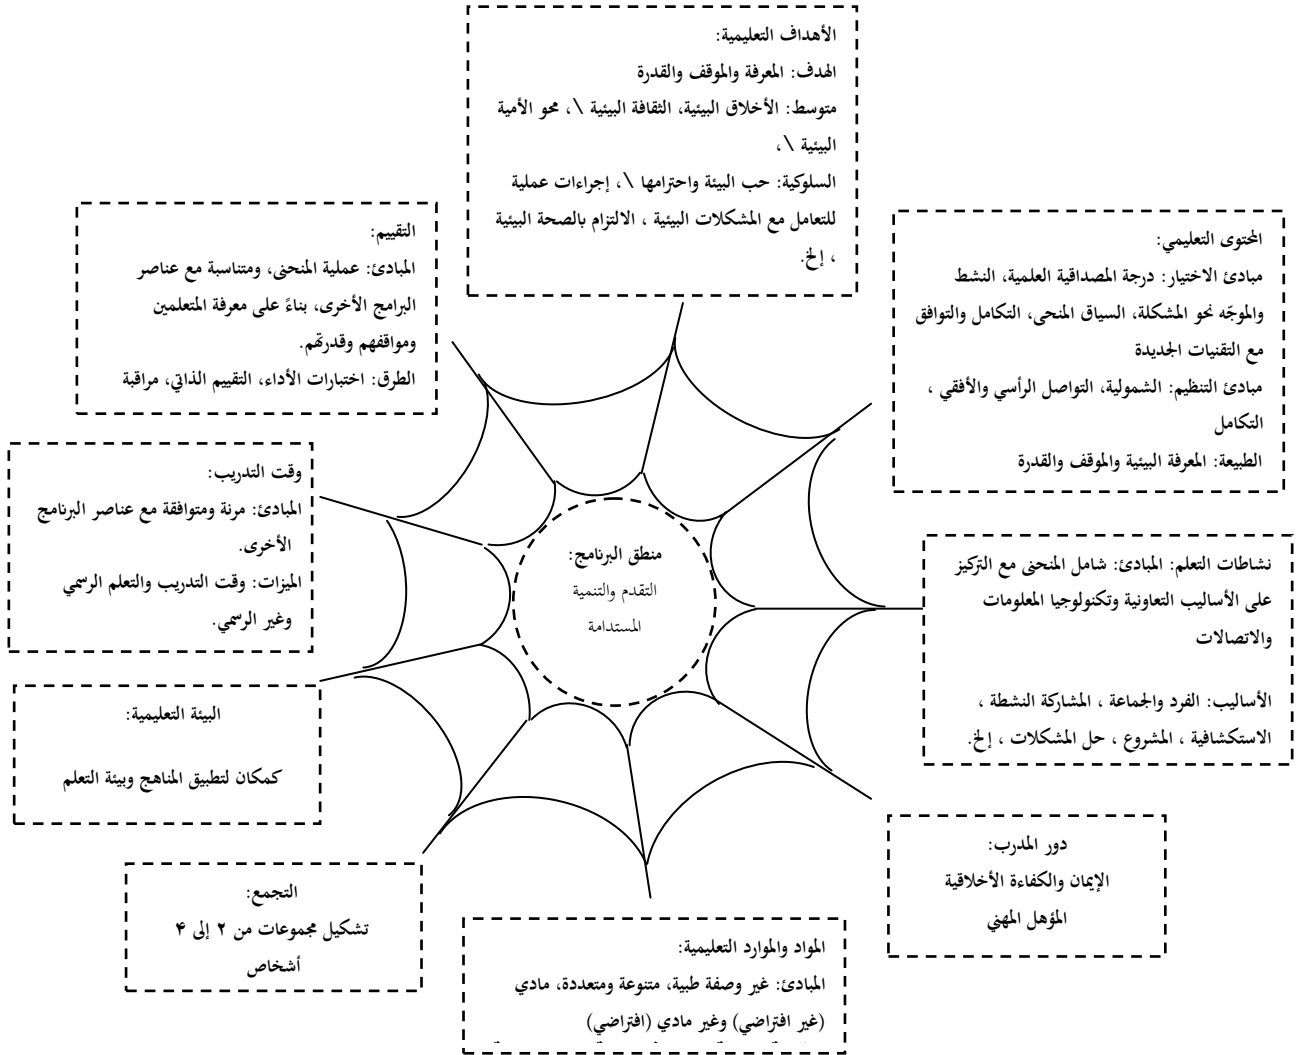 الأهداف التعليمية:
الهدف: المعرفة والموقف والقدرة
متوسط: الأخلاق البيئية، الثقافة البيئية \، محو الأمية
البيئية \،
السلوكية: حب البيئة واحترامها \، إجراءات عملية
للتعامل مع المشكلات البيئية ، الالتزام بالصحة البيئية
، إلخ.
المحتوى التعليمي:
مبادئ الاختيار: درجة المصداقية العلمية، النشط
والموجّه نحو المشكلة، السياق المنحى، التكامل والتوافق
مع التقنيات الجديدة
مبادئ التنظيم: الشمولية، التواصل الرأسي والأفقي ،
التكامل
الطبيعة: المعرفة البيئية والموقف والقدرة
نشاطات التعلم: المبادئ: شامل المنحنى مع التركيز
على الأساليب التعاونية وتكنولوجيا المعلومات
والاتصالات
الأساليب: الفرد والجماعة ، المشاركة النشطة ،
الاستكشافية ، المشروع ، حل المشكلات ، إلخ.
دور المدرب:
الإيمان والكفاءة الأخلاقية
المؤهل المهني
المواد والموارد التعليمية:
المبادئ: غير وصفة طبية، متنوعة ومتعددة، مادي
(غير افتراضي) وغير مادي (افتراضي)
التجمع:
تشكيل مجموعات من ۲ إلى ۴
أشخاص
البيئة التعليمية:
كمكان لتطبيق المناهج وبيئة التعلم
وقت التدريب:
المبادئ: مرنة ومتوافقة مع عناصر البرنامج
الأخرى.
الميزات: وقت التدريب والتعلم الرسمي
وغير الرسمي.
التقييم:
المبادئ: عملية المنحنى، ومتناسبة مع عناصر
البرامج الأخرى، بناءً على معرفة المتعلمين
ومواقفهم وقدرتهم.
الطرق: اختبارات الأداء، التقييم الذاتي، مراقبة
منطق البرنامج:
التقدم والتنمية
المستدامة